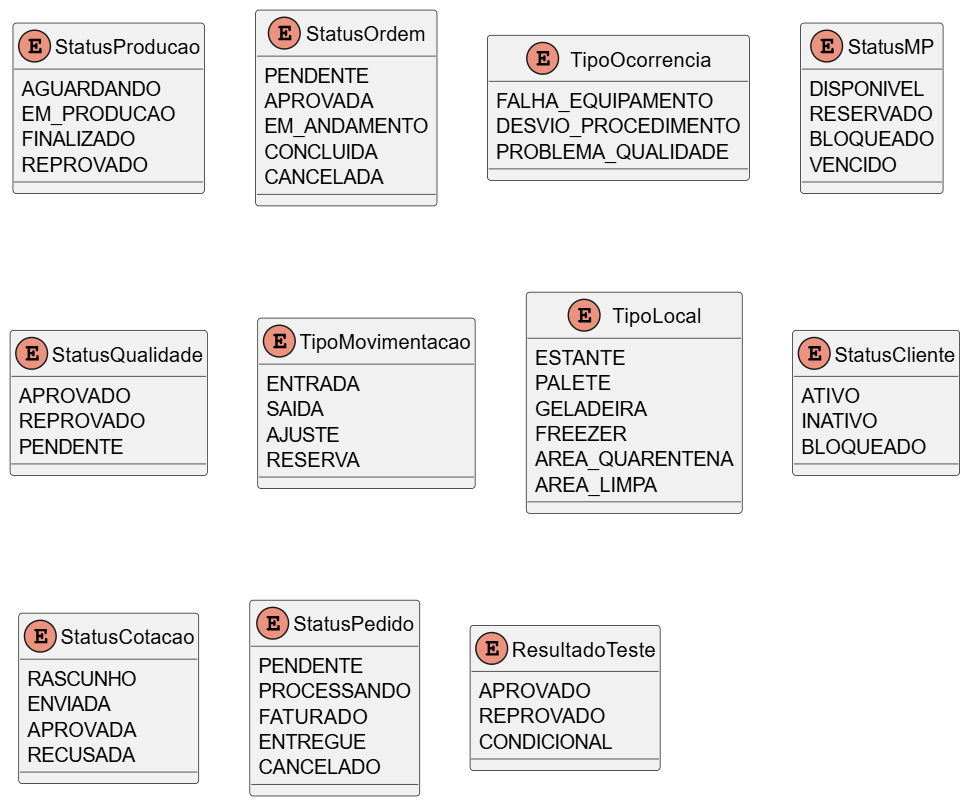 E StatusProducao
AGUARDANDO
EM_PRODUCAO
FINALIZADO
REPROVADO
E StatusOrdem
PENDENTE
APROVADA
EM_ANDAMENTO
CONCLUIDA
CANCELADA
E TipoOcorrencia
FALHA_EQUIPAMENTO
DESVIO_PROCEDIMENTO
PROBLEMA_QUALIDADE
E StatusMP
DISPONIVEL
RESERVADO
BLOQUEADO
VENCIDO
E StatusQualidade
APROVADO
REPROVADO
PENDENTE
E TipoMovimentacao
ENTRADA
SAIDA
AJUSTE
RESERVA
E TipoLocal
ESTANTE
PALETE
GELADEIRA
FREEZER
AREA_QUARENTENA
AREA_LIMPA
E StatusCliente
ATIVO
INATIVO
BLOQUEADO
E StatusCotacao
RASCUNHO
ENVIADA
APROVADA
RECUSADA
E StatusPedido
PENDENTE
PROCESSANDO
FATURADO
ENTREGUE
CANCELADO
E ResultadoTeste
APROVADO
REPROVADO
CONDICIONAL